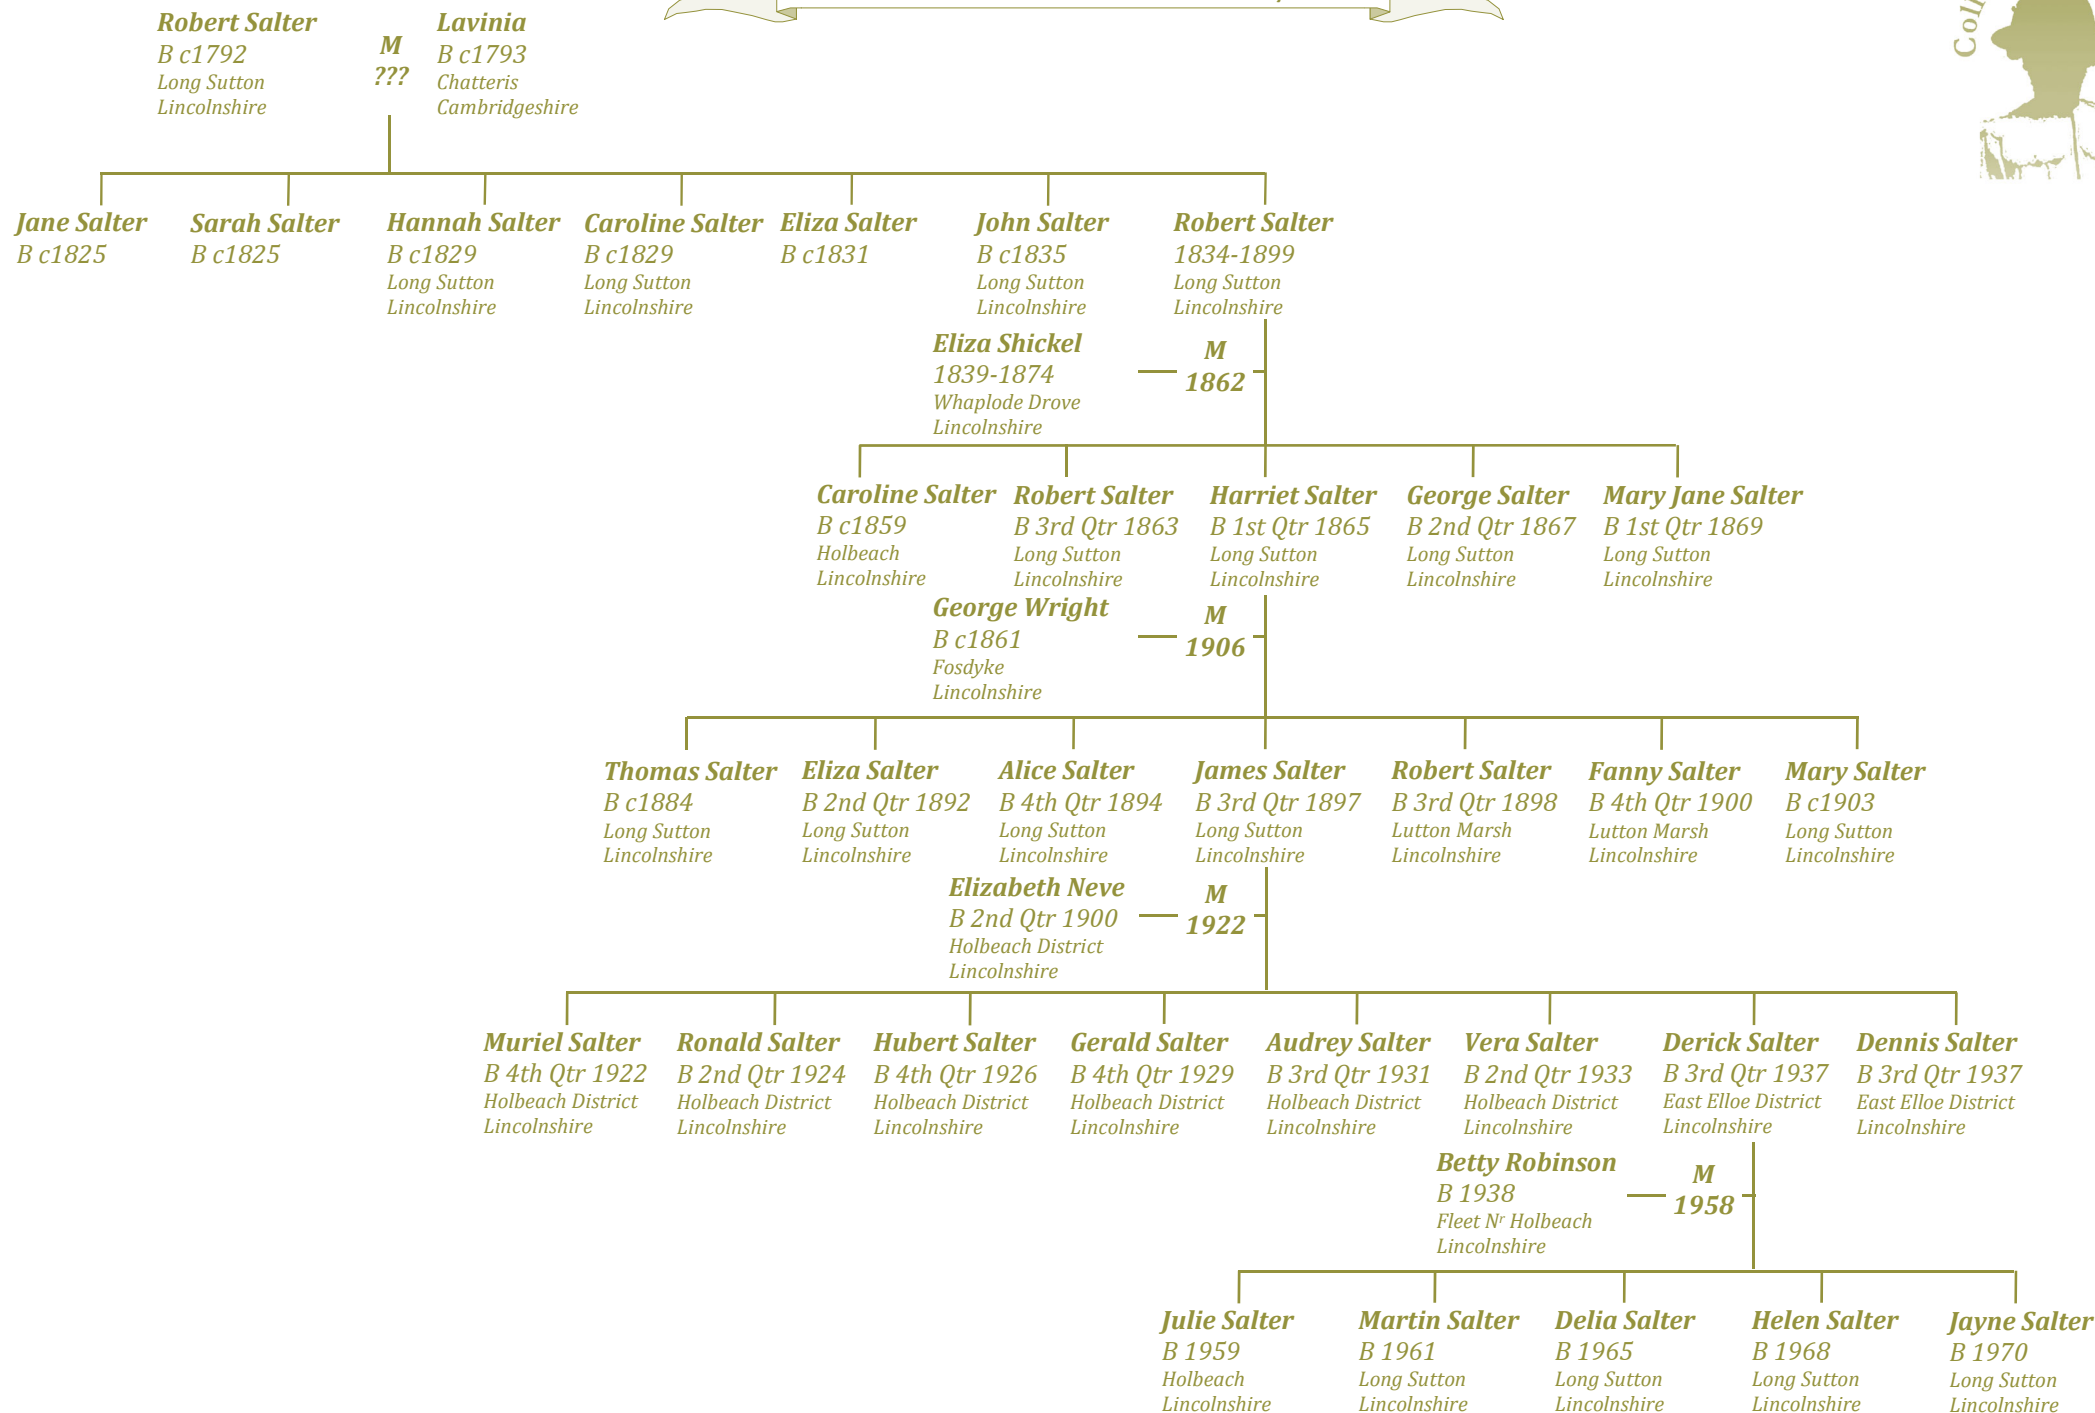 Coll
Robert Salter
B c1792
Long Sutton
Lincolnshire
M
???
Lavinia
B c1793
Chatteris
Cambridgeshire
Jane Salter
B c1825
Sarah Salter
B c1825
Hannah Salter
B c1829
Long Sutton
Lincolnshire
Caroline Salter
B c1829
Long Sutton
Lincolnshire
Eliza Salter
B c1831
John Salter
B c1835
Long Sutton
Lincolnshire
Robert Salter
1834-1899
Long Sutton
Lincolnshire
Eliza Shickel
1839-1874
Whaplode Drove
Lincolnshire
M
1862
Caroline Salter
B c1859
Holbeach
Lincolnshire
Robert Salter
B 3rd Qtr 1863
Long Sutton
Lincolnshire
Harriet Salter
B 1st Qtr 1865
Long Sutton
Lincolnshire
George Salter
B 2nd Qtr 1867
Long Sutton
Lincolnshire
Mary Jane Salter
B 1st Qtr 1869
Long Sutton
Lincolnshire
George Wright
B c1861
Fosdyke
Lincolnshire
M
1906
Thomas Salter
B c1884
Long Sutton
Lincolnshire
Eliza Salter
B 2nd Qtr 1892
Long Sutton
Lincolnshire
Alice Salter
B 4th Qtr 1894
Long Sutton
Lincolnshire
James Salter
B 3rd Qtr 1897
Long Sutton
Lincolnshire
Robert Salter
B 3rd Qtr 1898
Lutton Marsh
Lincolnshire
Fanny Salter
B 4th Qtr 1900
Lutton Marsh
Lincolnshire
Mary Salter
B c1903
Long Sutton
Lincolnshire
Elizabeth Neve
B 2nd Qtr 1900
Holbeach District
Lincolnshire
M
1922
Muriel Salter
B 4th Qtr 1922
Holbeach District
Lincolnshire
Ronald Salter
B 2nd Qtr 1924
Holbeach District
Lincolnshire
Hubert Salter
B 4th Qtr 1926
Holbeach District
Lincolnshire
Gerald Salter
B 4th Qtr 1929
Holbeach District
Lincolnshire
Audrey Salter
B 3rd Qtr 1931
Holbeach District
Lincolnshire
Vera Salter
B 2nd Qtr 1933
Holbeach District
Lincolnshire
Derick Salter
B 3rd Qtr 1937
East Elloe District
Lincolnshire
Dennis Salter
B 3rd Qtr 1937
East Elloe District
Lincolnshire
Betty Robinson
B 1938
Fleet Nr Holbeach
Lincolnshire
M
1958
Julie Salter
B 1959
Holbeach
Lincolnshire
Martin Salter
B 1961
Long Sutton
Lincolnshire
Delia Salter
B 1965
Long Sutton
Lincolnshire
Helen Salter
B 1968
Long Sutton
Lincolnshire
Jayne Salter
B 1970
Long Sutton
Lincolnshire